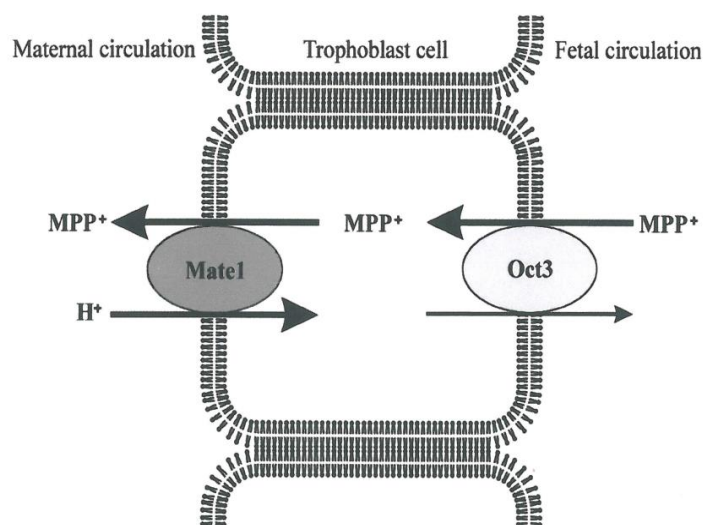 Maternal circulation Trophoblast cell Fetal circulation
MPP⁺ MPP⁺ MPP⁺
Mate1 Oct3
H⁺